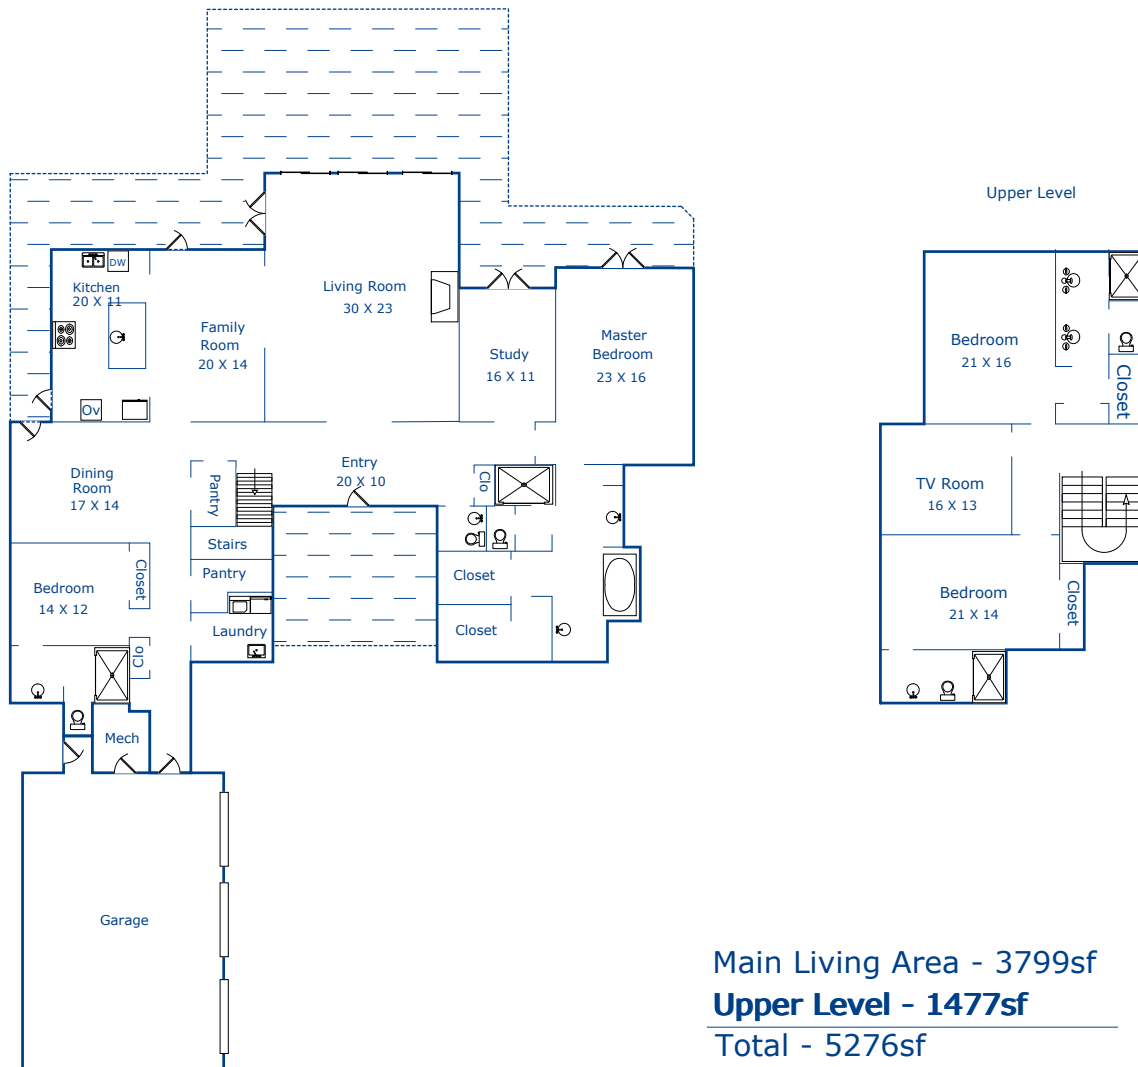 Upper Level
DW
Kitchen
20 X 11
Living Room
30 X 23
Family
Room
20 X 14
Study
16 X 11
Master
Bedroom
23 X 16
Bedroom
21 X 16
Closet
Ov
Dining
Room
17 X 14
Pantry
Entry
20 X 10
Clo
TV Room
16 X 13
Stairs
Pantry
Closet
Bedroom
14 X 12
Closet
Closet
Laundry
Clo
Bedroom
21 X 14
Closet
Mech
Garage
Main Living Area - 3799sf
Upper Level - 1477sf
Total - 5276sf